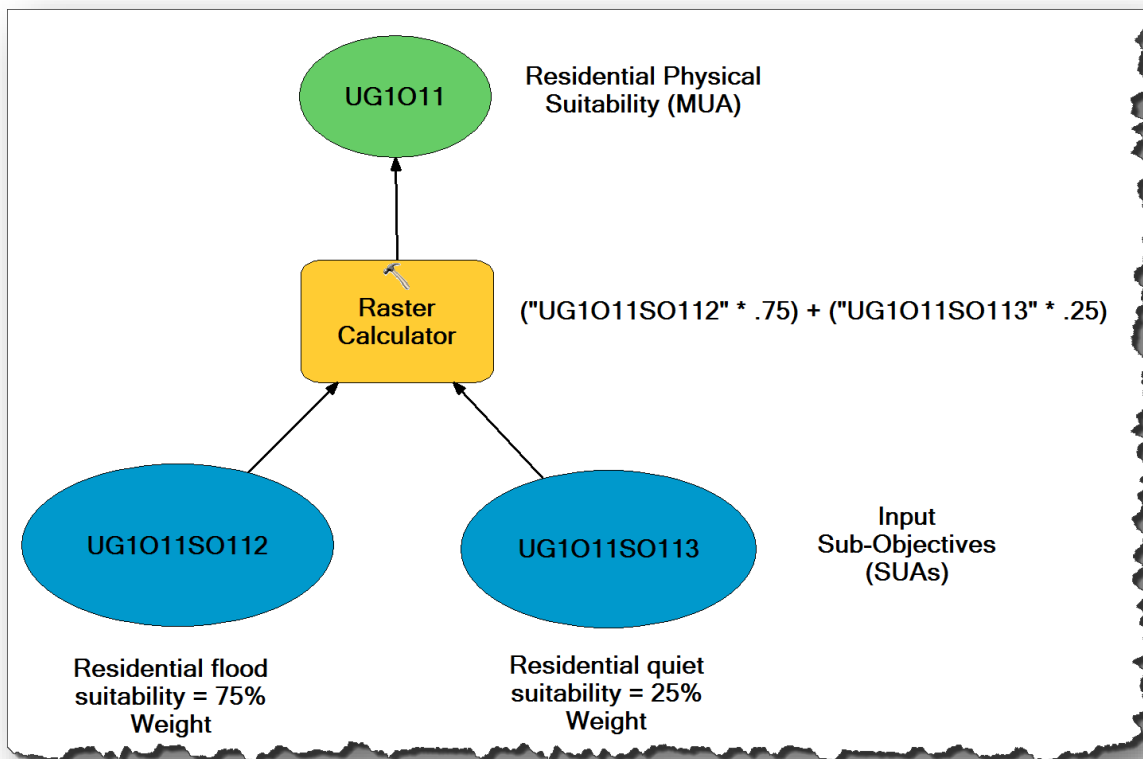 UG1O11
Residential Physical
Suitability (MUA)
Raster
Calculator
("UG1O11SO112" * .75) + ("UG1O11SO113" * .25)
UG1O11SO112
UG1O11SO113
Input
Sub-Objectives
(SUAs)
Residential flood
suitability = 75%
Weight
Residential quiet
suitability = 25%
Weight